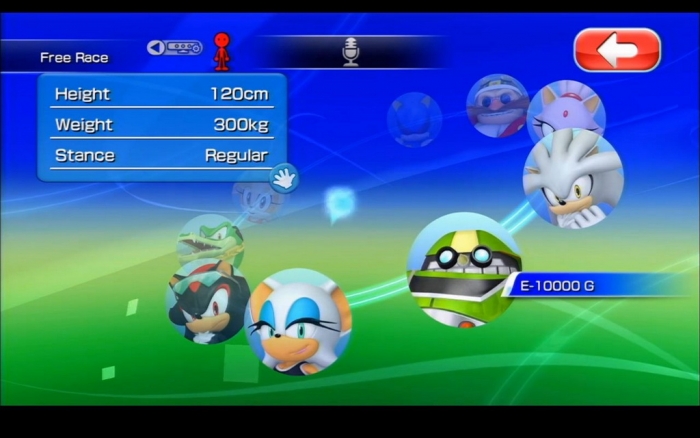 Free Race
Height 120cm
Weight 300kg
Stance Regular
E-10000 G